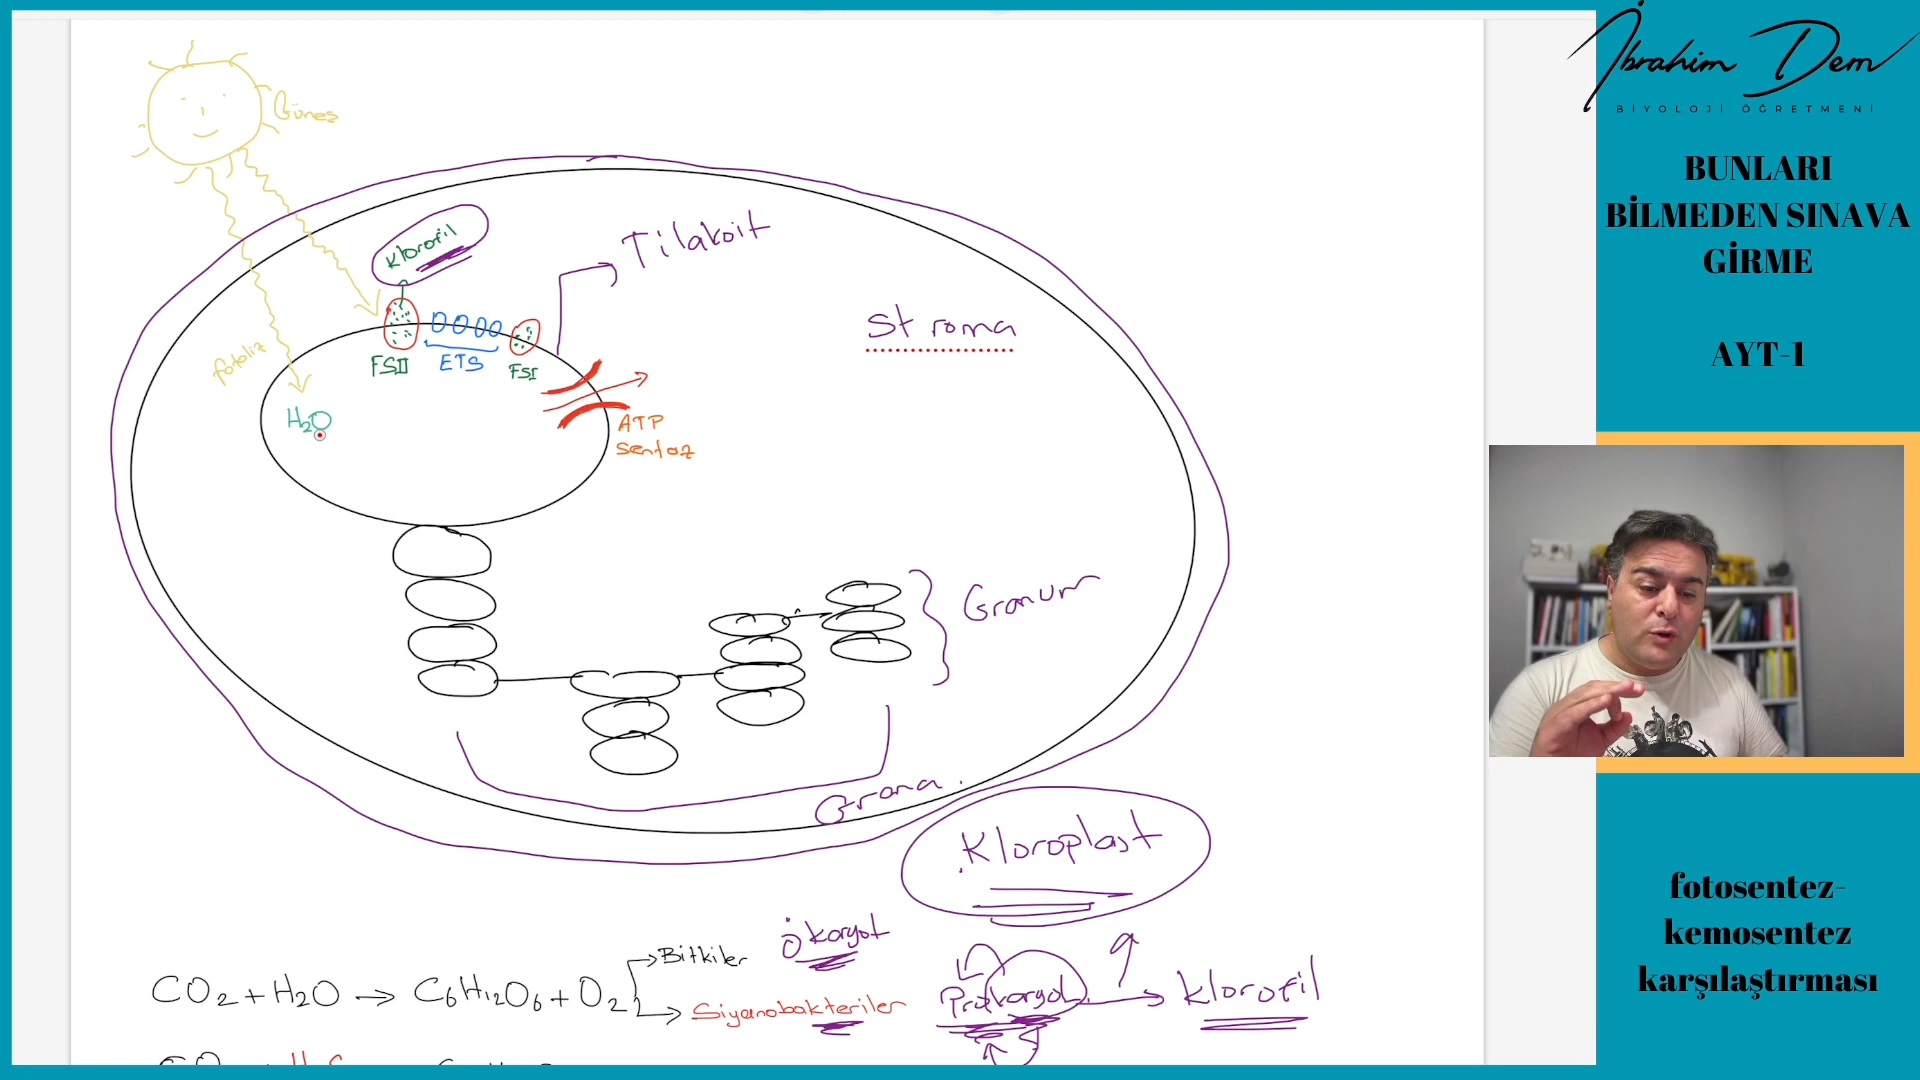 Güneş
Klorofil
Tilakoit
Stroma
fotoliz
FSII
ETS
FSI
H₂O
ATP
sentaz
Granum
Grana
Kloroplast
Ökaryot
Bitkiler
CO₂ + H₂O → C₆H₁₂O₆ + O₂
Siyanobakteriler
Prokaryot → klorofil
İbrahim Dem
BİYOLOJİ ÖĞRETMENİ
BUNLARI
BİLMEDEN SINAVA
GİRME
AYT-1
fotosentez-
kemosentez
karşılaştırması